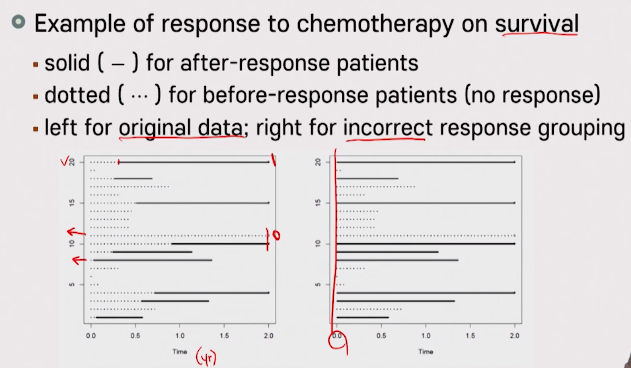 Example of response to chemotherapy on survival
solid ( – ) for after-response patients
dotted ( ··· ) for before-response patients (no response)
left for original data; right for incorrect response grouping
20
15
10
5
1
0
0.0 0.5 1.0 1.5 2.0
Time
(yr)
20
15
10
5
0.0 0.5 1.0 1.5 2.0
Time